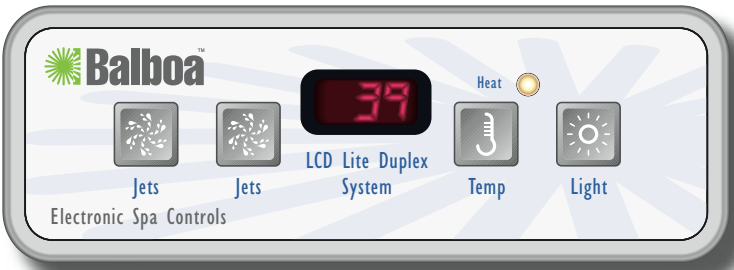 Balboa™
39
Heat
Jets
Jets
LCD Lite Duplex
System
Temp
Light
Electronic Spa Controls